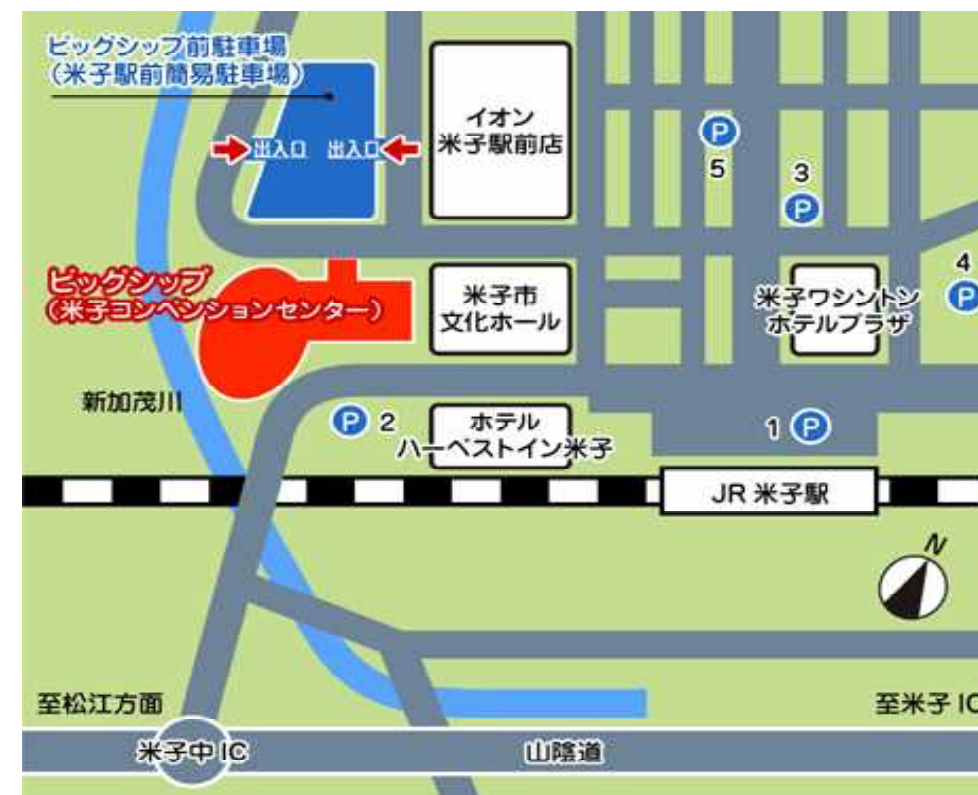 ビッグシップ前駐車場
（米子駅前簡易駐車場）
出入口 出入口
イオン
米子駅前店
P
5
3
P
4
P
ビッグシップ
（米子コンベンションセンター）
米子市
文化ホール
米子ワシントン
ホテルプラザ
新加茂川
P 2
ホテル
ハーベストイン米子
1 P
JR 米子駅
N
至松江方面
至米子 IC
米子中 IC
山陰道